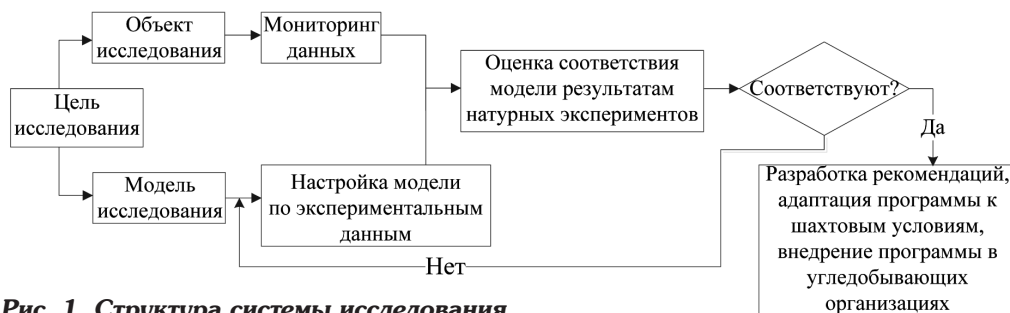 Цель
исследования
Объект
исследования
Мониторинг
данных
Модель
исследования
Настройка модели
по экспериментальным
данным
Оценка соответствия
модели результатам
натурных экспериментов
Соответствуют?
Да
Нет
Разработка рекомендаций,
адаптация программы к
шахтовым условиям,
внедрение программы в
угледобывающих
организациях
Рис. 1. Структура системы исследования